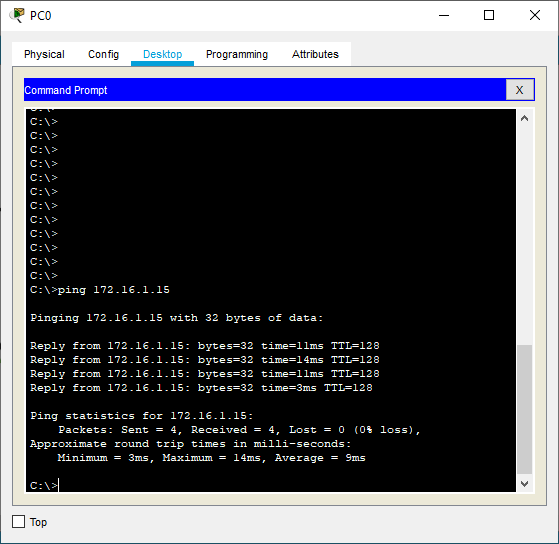 PC0
Physical Config Desktop Programming Attributes
Command Prompt
X
C:\>
C:\>
C:\>
C:\>
C:\>
C:\>
C:\>
C:\>
C:\>
C:\>
C:\>
C:\>
C:\>
C:\>ping 172.16.1.15
Pinging 172.16.1.15 with 32 bytes of data:
Reply from 172.16.1.15: bytes=32 time=11ms TTL=128
Reply from 172.16.1.15: bytes=32 time=14ms TTL=128
Reply from 172.16.1.15: bytes=32 time=11ms TTL=128
Reply from 172.16.1.15: bytes=32 time=3ms TTL=128
Ping statistics for 172.16.1.15:
Packets: Sent = 4, Received = 4, Lost = 0 (0% loss),
Approximate round trip times in milli-seconds:
Minimum = 3ms, Maximum = 14ms, Average = 9ms
C:\>
Top